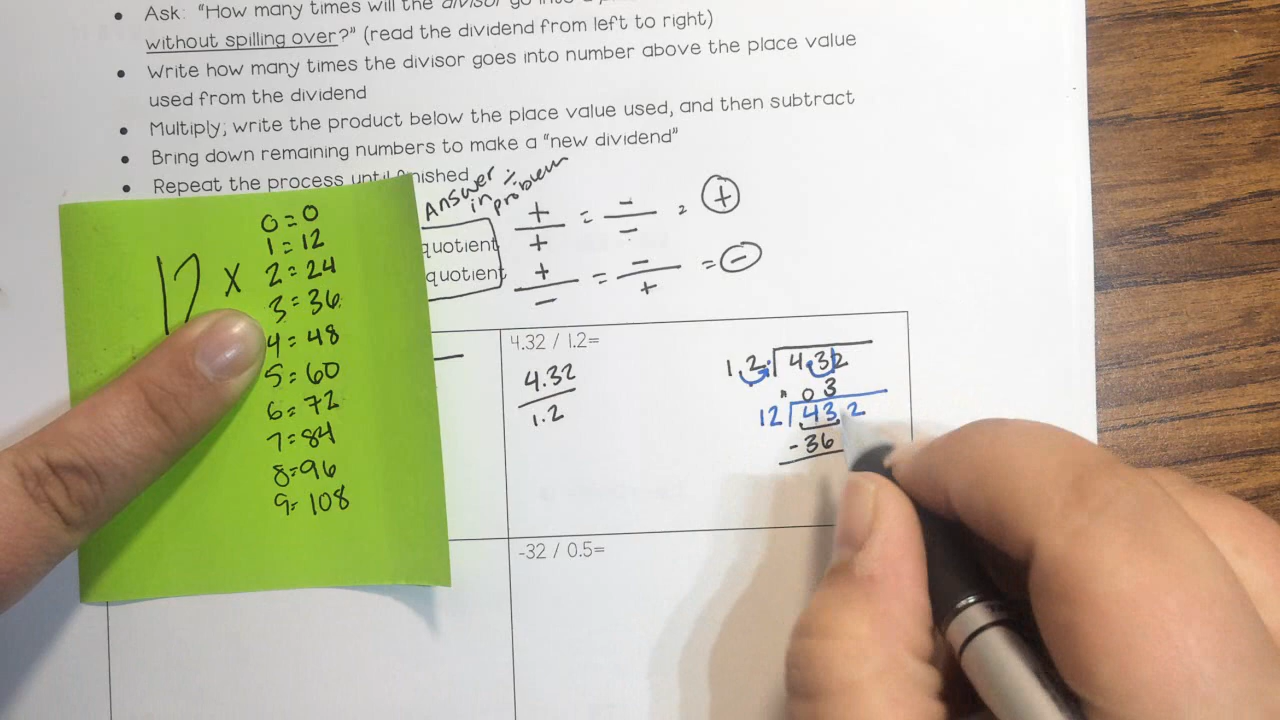 • Ask: "How many times will the divisor go into a
without spilling over?" (read the dividend from left to right)
• Write how many times the divisor goes into number above the place value
used from the dividend
• Multiply; write the product below the place value used, and then subtract
• Bring down remaining numbers to make a "new dividend"
• Repeat the process until finished
Answer
in ÷ problem
quotient
quotient
+/+ = -/- = +
+/- = -/+ = -
12 x
0=0
1=12
2=24
3=36
4=48
5=60
6=72
7=84
8=96
9=108
4.32 / 1.2=
4.32
1.2
1.2. 4.32
03
12 432
-36
-32 / 0.5=